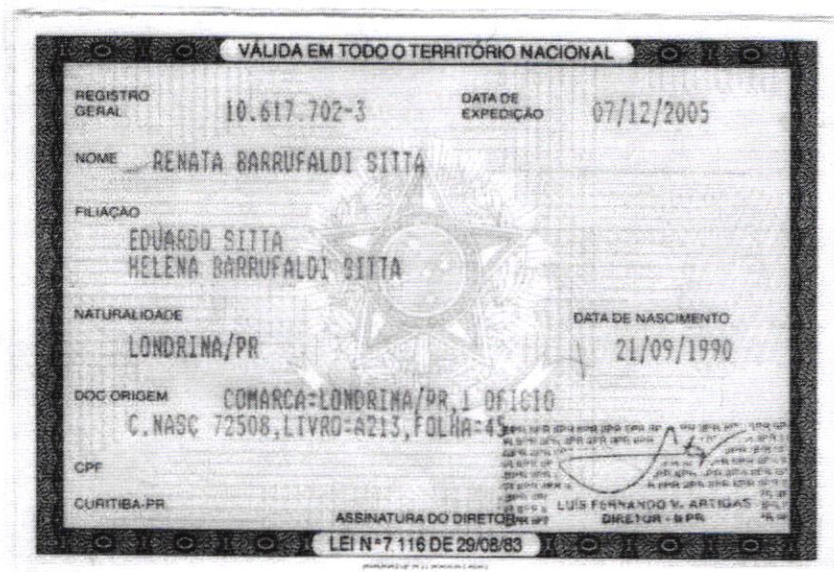 VÁLIDA EM TODO O TERRITÓRIO NACIONAL
REGISTRO GERAL 10.617.702-3 DATA DE EXPEDIÇÃO 07/12/2005
NOME RENATA BARRUFALDI SITTA
FILIAÇÃO
EDUARDO SITTA
HELENA BARRUFALDI SITTA
NATURALIDADE DATA DE NASCIMENTO
LONDRINA/PR 21/09/1990
DOC ORIGEM COMARCA=LONDRINA/PR,1 OFICIO
C.NASC 72508,LIVRO=A213,FOLHA=45
CPF
CURITIBA-PR
LUÍS FERNANDO V. ARTIGAS
DIRETOR - IIPR
ASSINATURA DO DIRETOR
LEI Nº 7.116 DE 29/08/83